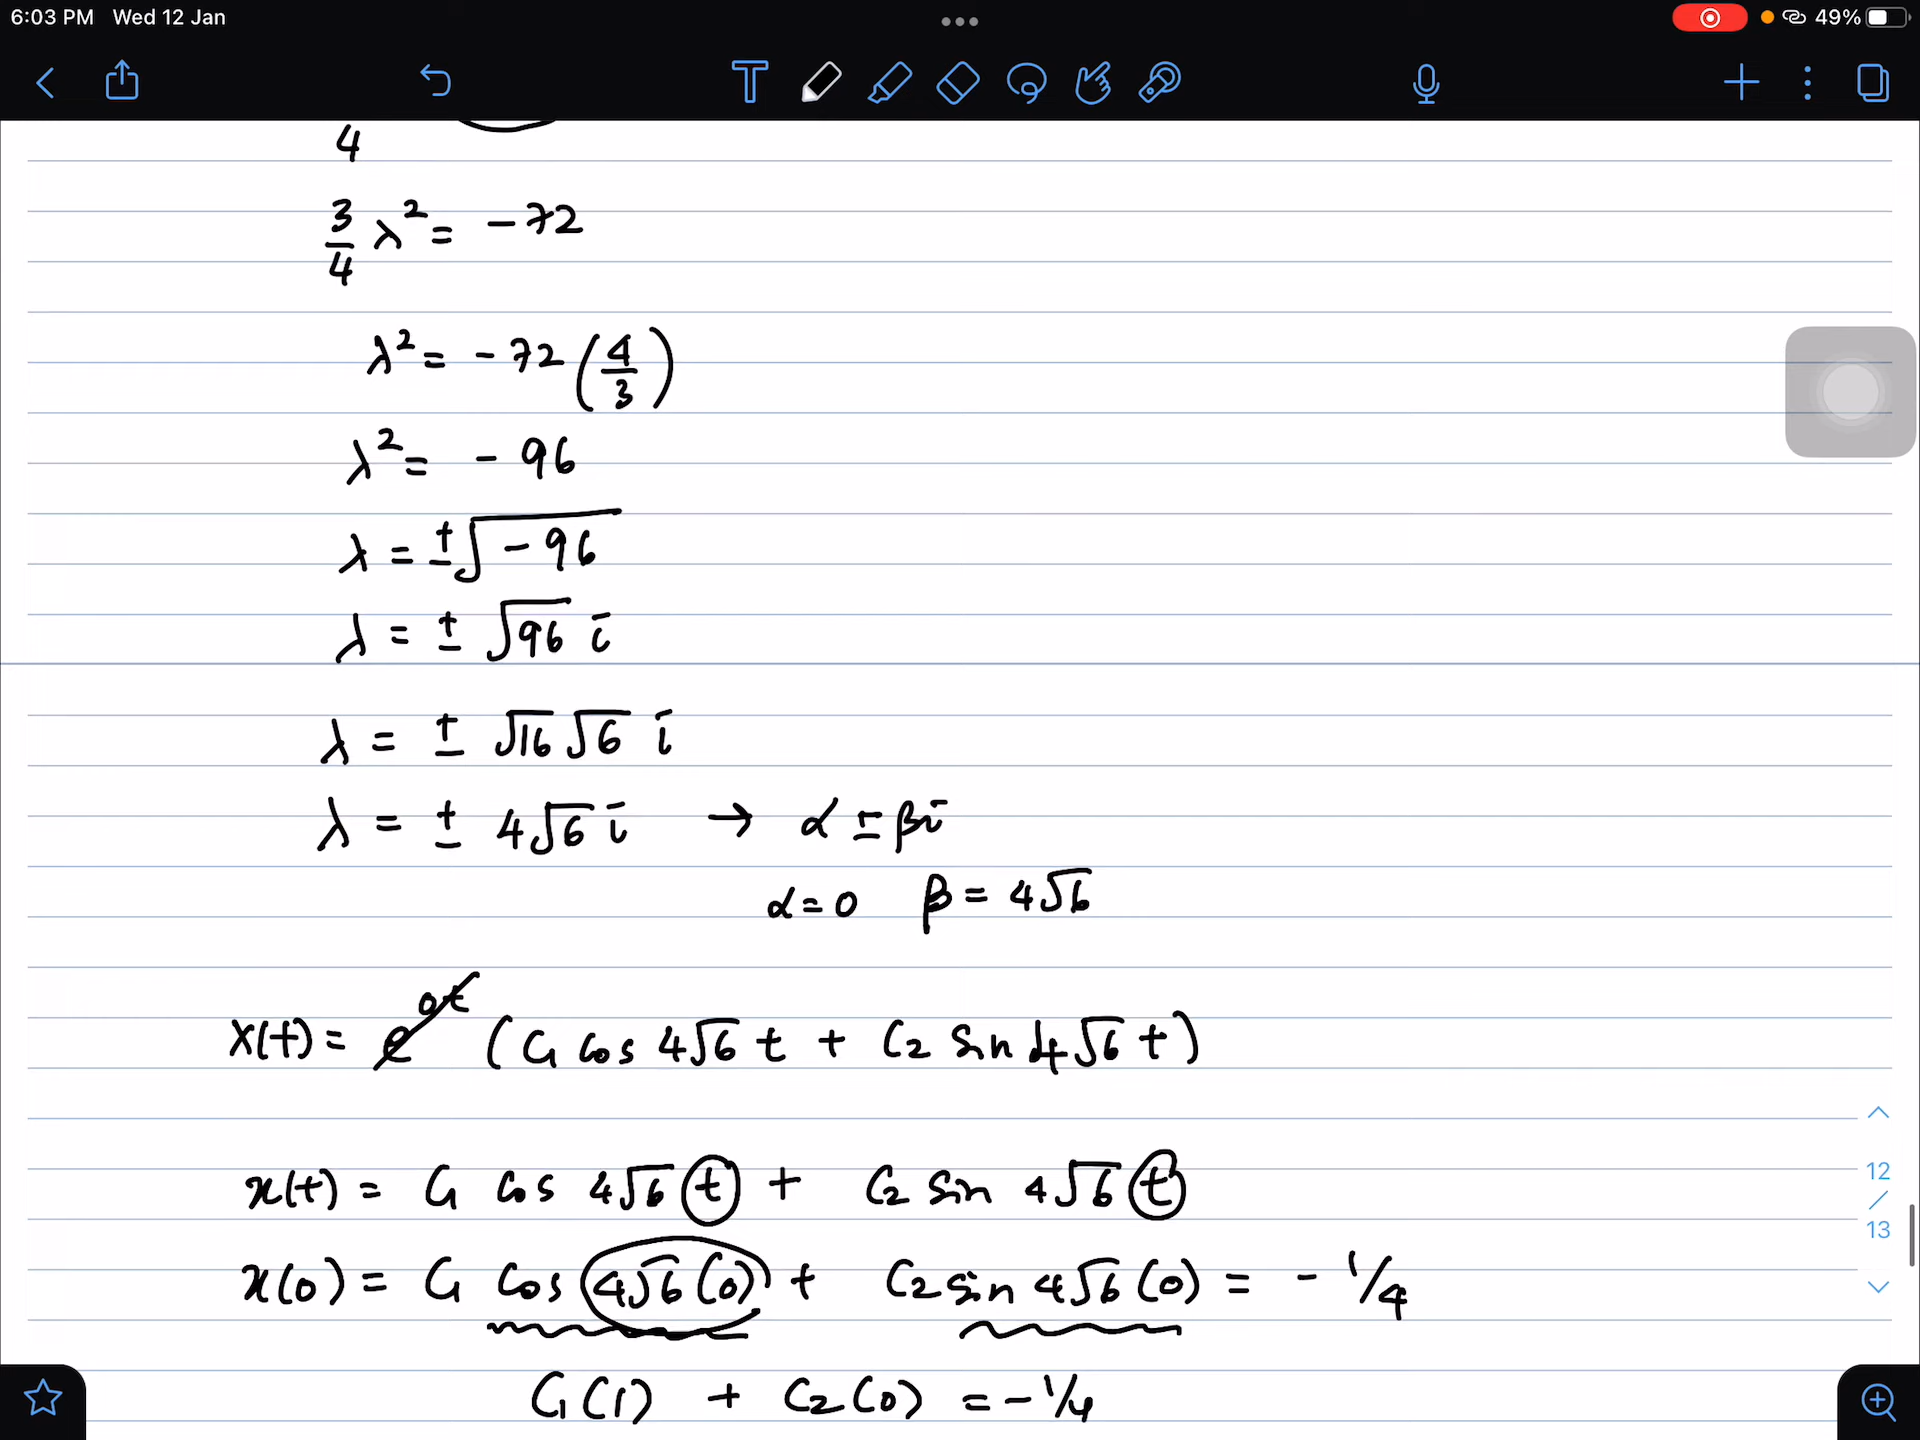 6:03 PM Wed 12 Jan
49%
T
4
3/4 λ² = -72
λ² = -72 (4/3)
λ² = - 96
λ = ± √-96
λ = ± √96 i
λ = ± √16 √6 i
λ = ± 4√6 i → α ± βi
α = 0 β = 4√6
x(t) = e^0t (C1 cos 4√6 t + C2 sin 4√6 t)
x(t) = C1 cos 4√6 t + C2 sin 4√6 t
x(0) = C1 cos 4√6 (0) + C2 sin 4√6 (0) = - 1/4
C1(1) + C2(0) = - 1/4
12
/
13